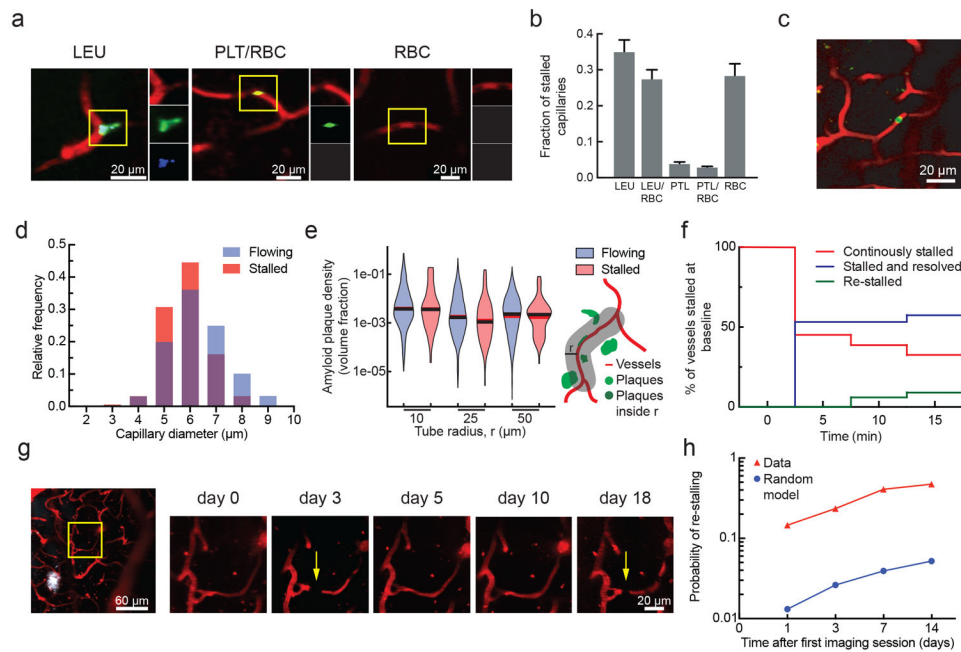 a
LEU
PLT/RBC
RBC
20 µm
20 µm
20 µm
b
Fraction of stalled
capillaries
0.4
0.3
0.2
0.1
0.0
LEU
LEU/
RBC
PTL
PTL/
RBC
RBC
c
20 µm
d
Relative frequency
0.5
0.4
0.3
0.2
0.1
0.0
Flowing
Stalled
2 3 4 5 6 7 8 9 10
Capillary diameter (µm)
e
Amyloid plaque density
(volume fraction)
1e-01
1e-03
1e-05
10 25 50
Tube radius, r (µm)
Flowing
Stalled
r
Vessels
Plaques
Plaques
inside r
f
% of vessels stalled at
baseline
100
50
0
Continously stalled
Stalled and resolved
Re-stalled
0 5 10 15
Time (min)
g
60 µm
day 0
day 3
day 5
day 10
day 18
20 µm
h
Probability of re-stalling
1
0.1
0.01
Data
Random
model
0 1 3 7 14
Time after first imaging session (days)